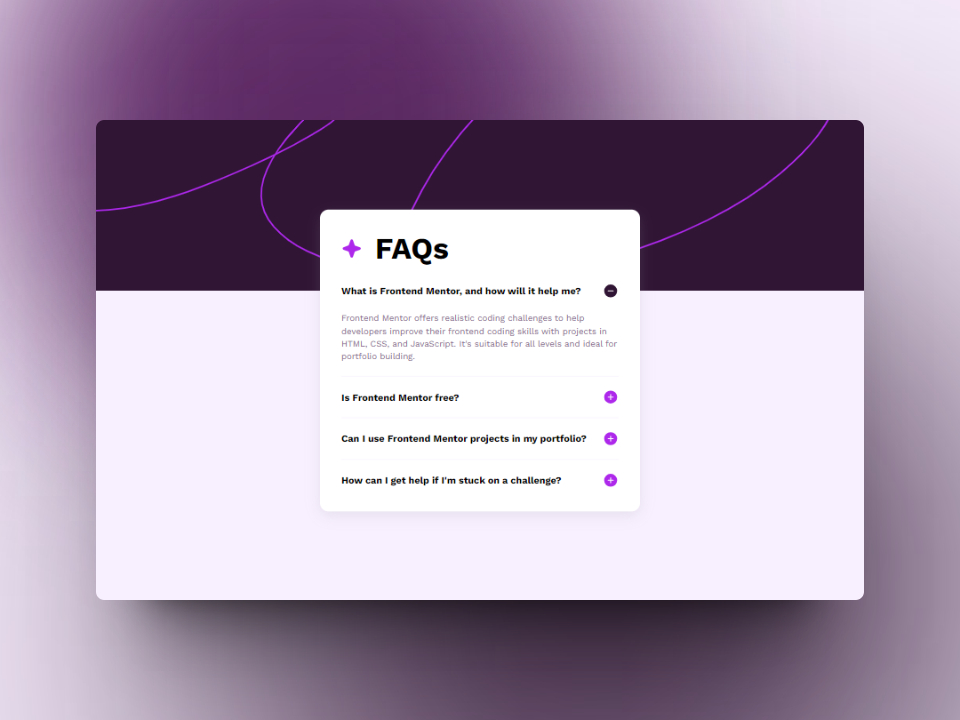 FAQs
What is Frontend Mentor, and how will it help me?
Frontend Mentor offers realistic coding challenges to help
developers improve their frontend coding skills with projects in
HTML, CSS, and JavaScript. It's suitable for all levels and ideal for
portfolio building.
Is Frontend Mentor free?
Can I use Frontend Mentor projects in my portfolio?
How can I get help if I'm stuck on a challenge?